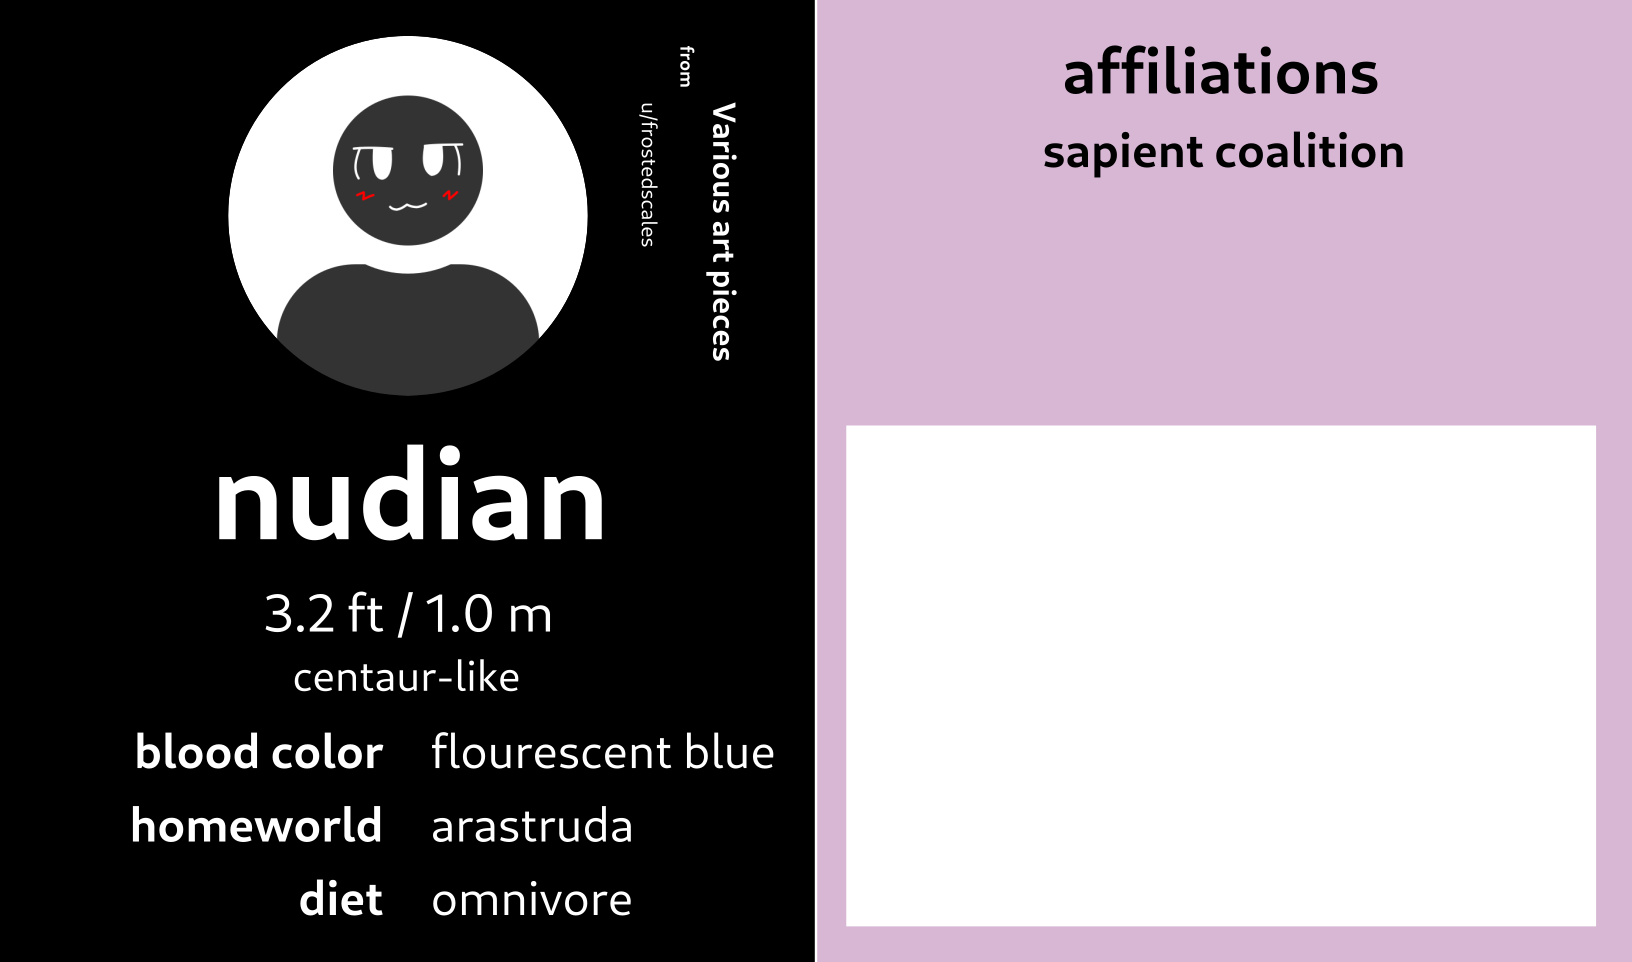 from
Various art pieces
u/frostedscales
nudian
3.2 ft / 1.0 m
centaur-like
blood color flourescent blue
homeworld arastruda
diet omnivore
affiliations
sapient coalition